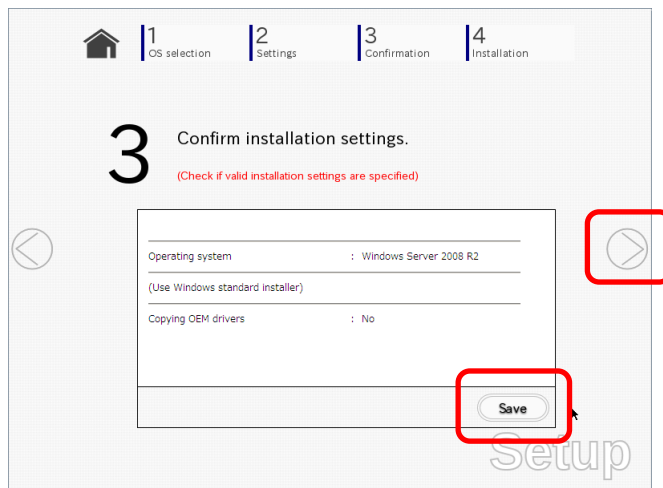 1
OS selection
2
Settings
3
Confirmation
4
Installation
3
Confirm installation settings.
(Check if valid installation settings are specified)
Operating system : Windows Server 2008 R2
(Use Windows standard installer)
Copying OEM drivers : No
Save
Setup